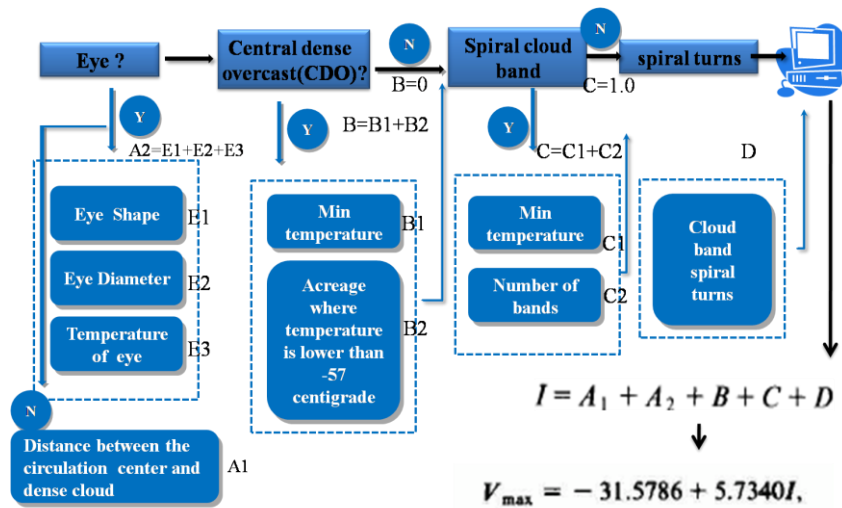 Eye ?
Central dense
overcast(CDO)?
N
B=0
Spiral cloud
band
N
C=1.0
spiral turns
Y
A2=E1+E2+E3
Y
B=B1+B2
Y
C=C1+C2
D
Eye Shape
E1
Eye Diameter
E2
Temperature
of eye
E3
Min
temperature
B1
Acreage
where
temperature
is lower than
-57
centigrade
B2
Min
temperature
C1
Number of
bands
C2
Cloud
band
spiral
turns
N
Distance between the
circulation center and
dense cloud
A1
I = A₁ + A₂ + B + C + D
Vmax = − 31.5786 + 5.7340I,